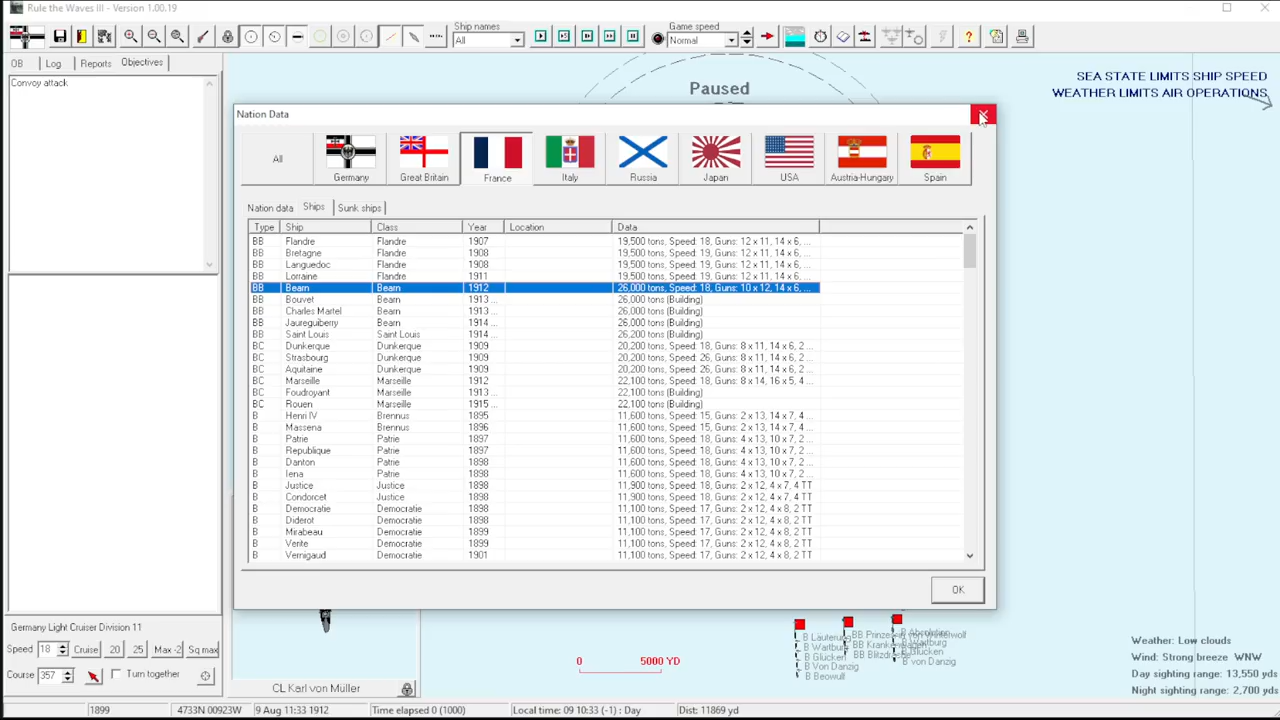 Rule the Waves III - Version 1.00.19
Ship names
All
Game speed
Normal
OB Log Reports Objectives
Convoy attack
Paused
SEA STATE LIMITS SHIP SPEED
WEATHER LIMITS AIR OPERATIONS
Nation Data
All Germany Great Britain France Italy Russia Japan USA Austria-Hungary Spain
Nation data Ships Sunk ships
Type Ship Class Year Location Data
BB Flandre Flandre 1907 19,500 tons, Speed: 18, Guns: 12 x 11, 14 x 6, ...
BB Bretagne Flandre 1908 19,500 tons, Speed: 19, Guns: 12 x 11, 14 x 6, ...
BB Languedoc Flandre 1908 19,500 tons, Speed: 19, Guns: 12 x 11, 14 x 6, ...
BB Lorraine Flandre 1911 19,500 tons, Speed: 19, Guns: 12 x 11, 14 x 6, ...
BB Bearn Bearn 1912 26,000 tons, Speed: 18, Guns: 10 x 12, 14 x 6, ...
BB Bouvet Bearn 1913 ... 26,000 tons (Building)
BB Charles Martel Bearn 1913 ... 26,000 tons (Building)
BB Jaureguiberry Bearn 1914 ... 26,000 tons (Building)
BB Saint Louis Saint Louis 1914 ... 26,200 tons (Building)
BC Dunkerque Dunkerque 1909 20,200 tons, Speed: 18, Guns: 8 x 11, 14 x 6, 2 ...
BC Strasbourg Dunkerque 1909 20,200 tons, Speed: 26, Guns: 8 x 11, 14 x 6, 2 ...
BC Aquitaine Dunkerque 1909 20,200 tons, Speed: 26, Guns: 8 x 11, 14 x 6, 2 ...
BC Marseille Marseille 1912 22,100 tons, Speed: 18, Guns: 8 x 14, 16 x 5, 4 ...
BC Foudroyant Marseille 1913 ... 22,100 tons (Building)
BC Rouen Marseille 1915 ... 22,100 tons (Building)
B Henri IV Brennus 1895 11,600 tons, Speed: 15, Guns: 2 x 13, 14 x 7, 4 ...
B Massena Brennus 1896 11,600 tons, Speed: 15, Guns: 2 x 13, 14 x 7, 2 ...
B Patrie Patrie 1897 11,600 tons, Speed: 18, Guns: 4 x 13, 10 x 7, 2 ...
B Republique Patrie 1898 11,600 tons, Speed: 18, Guns: 4 x 13, 10 x 7, 2 ...
B Danton Patrie 1898 11,600 tons, Speed: 18, Guns: 4 x 13, 10 x 7, 2 ...
B Iena Patrie 1898 11,600 tons, Speed: 18, Guns: 4 x 13, 10 x 7, 2 ...
B Justice Justice 1898 11,900 tons, Speed: 18, Guns: 2 x 12, 4 x 7, 4 TT
B Condorcet Justice 1898 11,900 tons, Speed: 18, Guns: 2 x 12, 4 x 7, 4 TT
B Democratie Democratie 1898 11,100 tons, Speed: 17, Guns: 2 x 12, 4 x 8, 2 TT
B Diderot Democratie 1898 11,100 tons, Speed: 17, Guns: 2 x 12, 4 x 8, 2 TT
B Mirabeau Democratie 1899 11,100 tons, Speed: 17, Guns: 2 x 12, 4 x 8, 2 TT
B Verite Democratie 1899 11,100 tons, Speed: 17, Guns: 2 x 12, 4 x 8, 2 TT
B Vernigaud Democratie 1901 11,100 tons, Speed: 17, Guns: 2 x 12, 4 x 8, 2 TT
OK
B Wartburg
B Glücken
B Von Danzig
B Beowulf
BB Blitz
B von Danzig
Germany Light Cruiser Division 11
Speed 18 Cruise 20 25 Max -2 Sq max
Course 357 Turn together
CL Karl von Müller
0 5000 YD
Weather: Low clouds
Wind: Strong breeze WNW
Day sighting range: 13,550 yds
Night sighting range: 2,700 yds
1899 4733N 00923W 9 Aug 11:33 1912 Time elapsed 0 (1000) Local time: 09 10:33 (-1) : Day Dist: 11869 yd